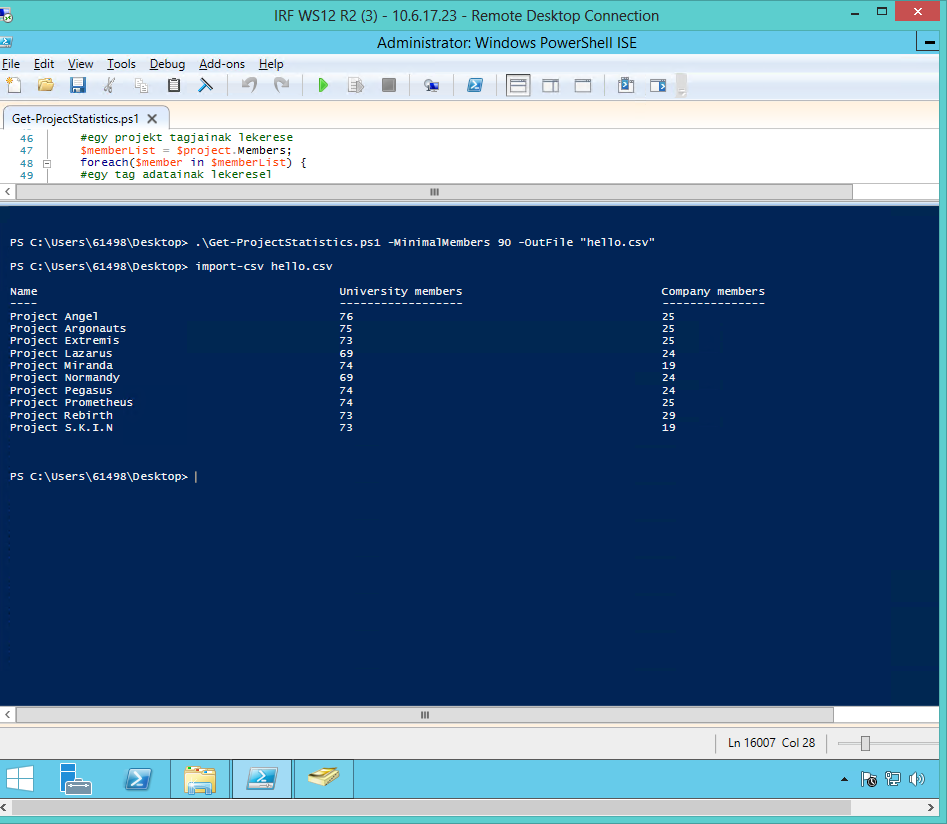 IRF WS12 R2 (3) - 10.6.17.23 - Remote Desktop Connection
Administrator: Windows PowerShell ISE
File Edit View Tools Debug Add-ons Help
Get-ProjectStatistics.ps1
46 #egy projekt tagjainak lekerese
47 $memberList = $project.Members;
48 foreach($member in $memberList) {
49 #egy tag adatainak lekeresel
PS C:\Users\61498\Desktop> .\Get-ProjectStatistics.ps1 -MinimalMembers 90 -OutFile "hello.csv"
PS C:\Users\61498\Desktop> import-csv hello.csv
Name University members Company members
---- ------------------ ---------------
Project Angel 76 25
Project Argonauts 75 25
Project Extremis 73 25
Project Lazarus 69 24
Project Miranda 74 19
Project Normandy 69 24
Project Pegasus 74 24
Project Prometheus 74 25
Project Rebirth 73 29
Project S.K.I.N 73 19
PS C:\Users\61498\Desktop>
Ln 16007 Col 28